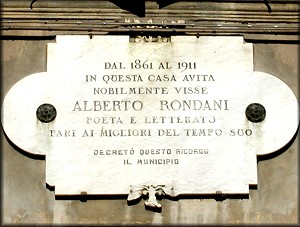 DAL 1861 AL 1911
IN QUESTA CASA AVITA
NOBILMENTE VISSE
ALBERTO RONDANI
POETA E LETTERATO
PARI AI MIGLIORI DEL TEMPO SUO
DECRETÒ QUESTO RICORDO
IL MUNICIPIO